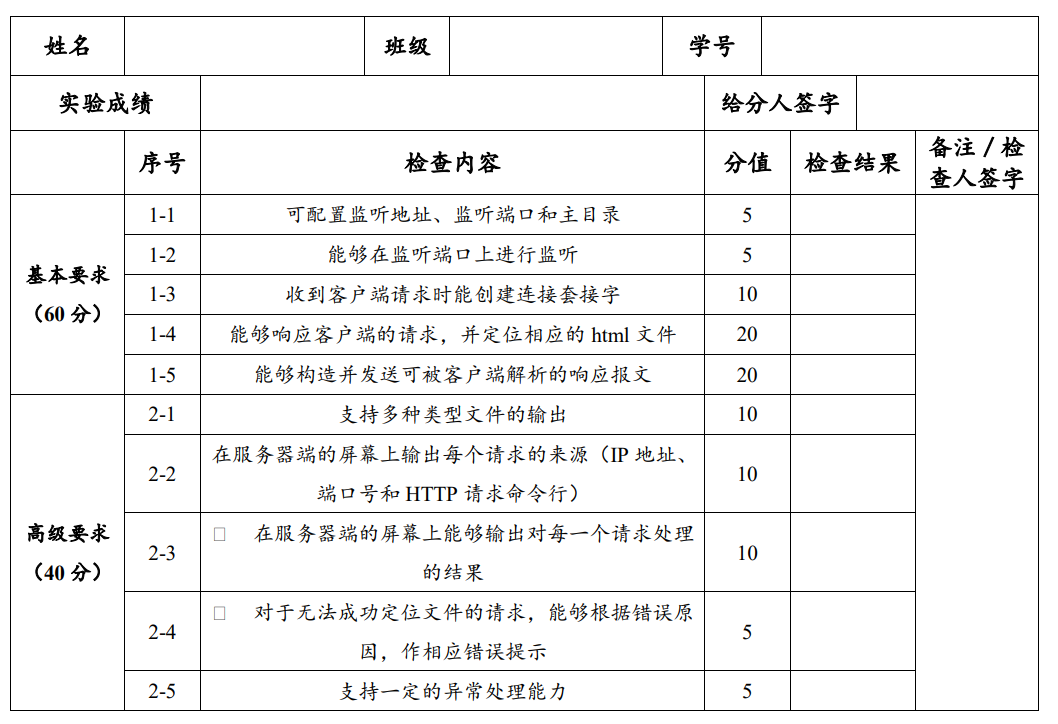 姓名 班级 学号
实验成绩 给分人签字
序号 检查内容 分值 检查结果 备注／检
查人签字
基本要求
（60 分）
1-1 可配置监听地址、监听端口和主目录 5
1-2 能够在监听端口上进行监听 5
1-3 收到客户端请求时能创建连接套接字 10
1-4 能够响应客户端的请求，并定位相应的 html 文件 20
1-5 能够构造并发送可被客户端解析的响应报文 20
高级要求
（40 分）
2-1 支持多种类型文件的输出 10
2-2 在服务器端的屏幕上输出每个请求的来源（IP 地址、
端口号和 HTTP 请求命令行） 10
2-3 在服务器端的屏幕上能够输出对每一个请求处理
的结果 10
2-4 对于无法成功定位文件的请求，能够根据错误原
因，作相应错误提示 5
2-5 支持一定的异常处理能力 5